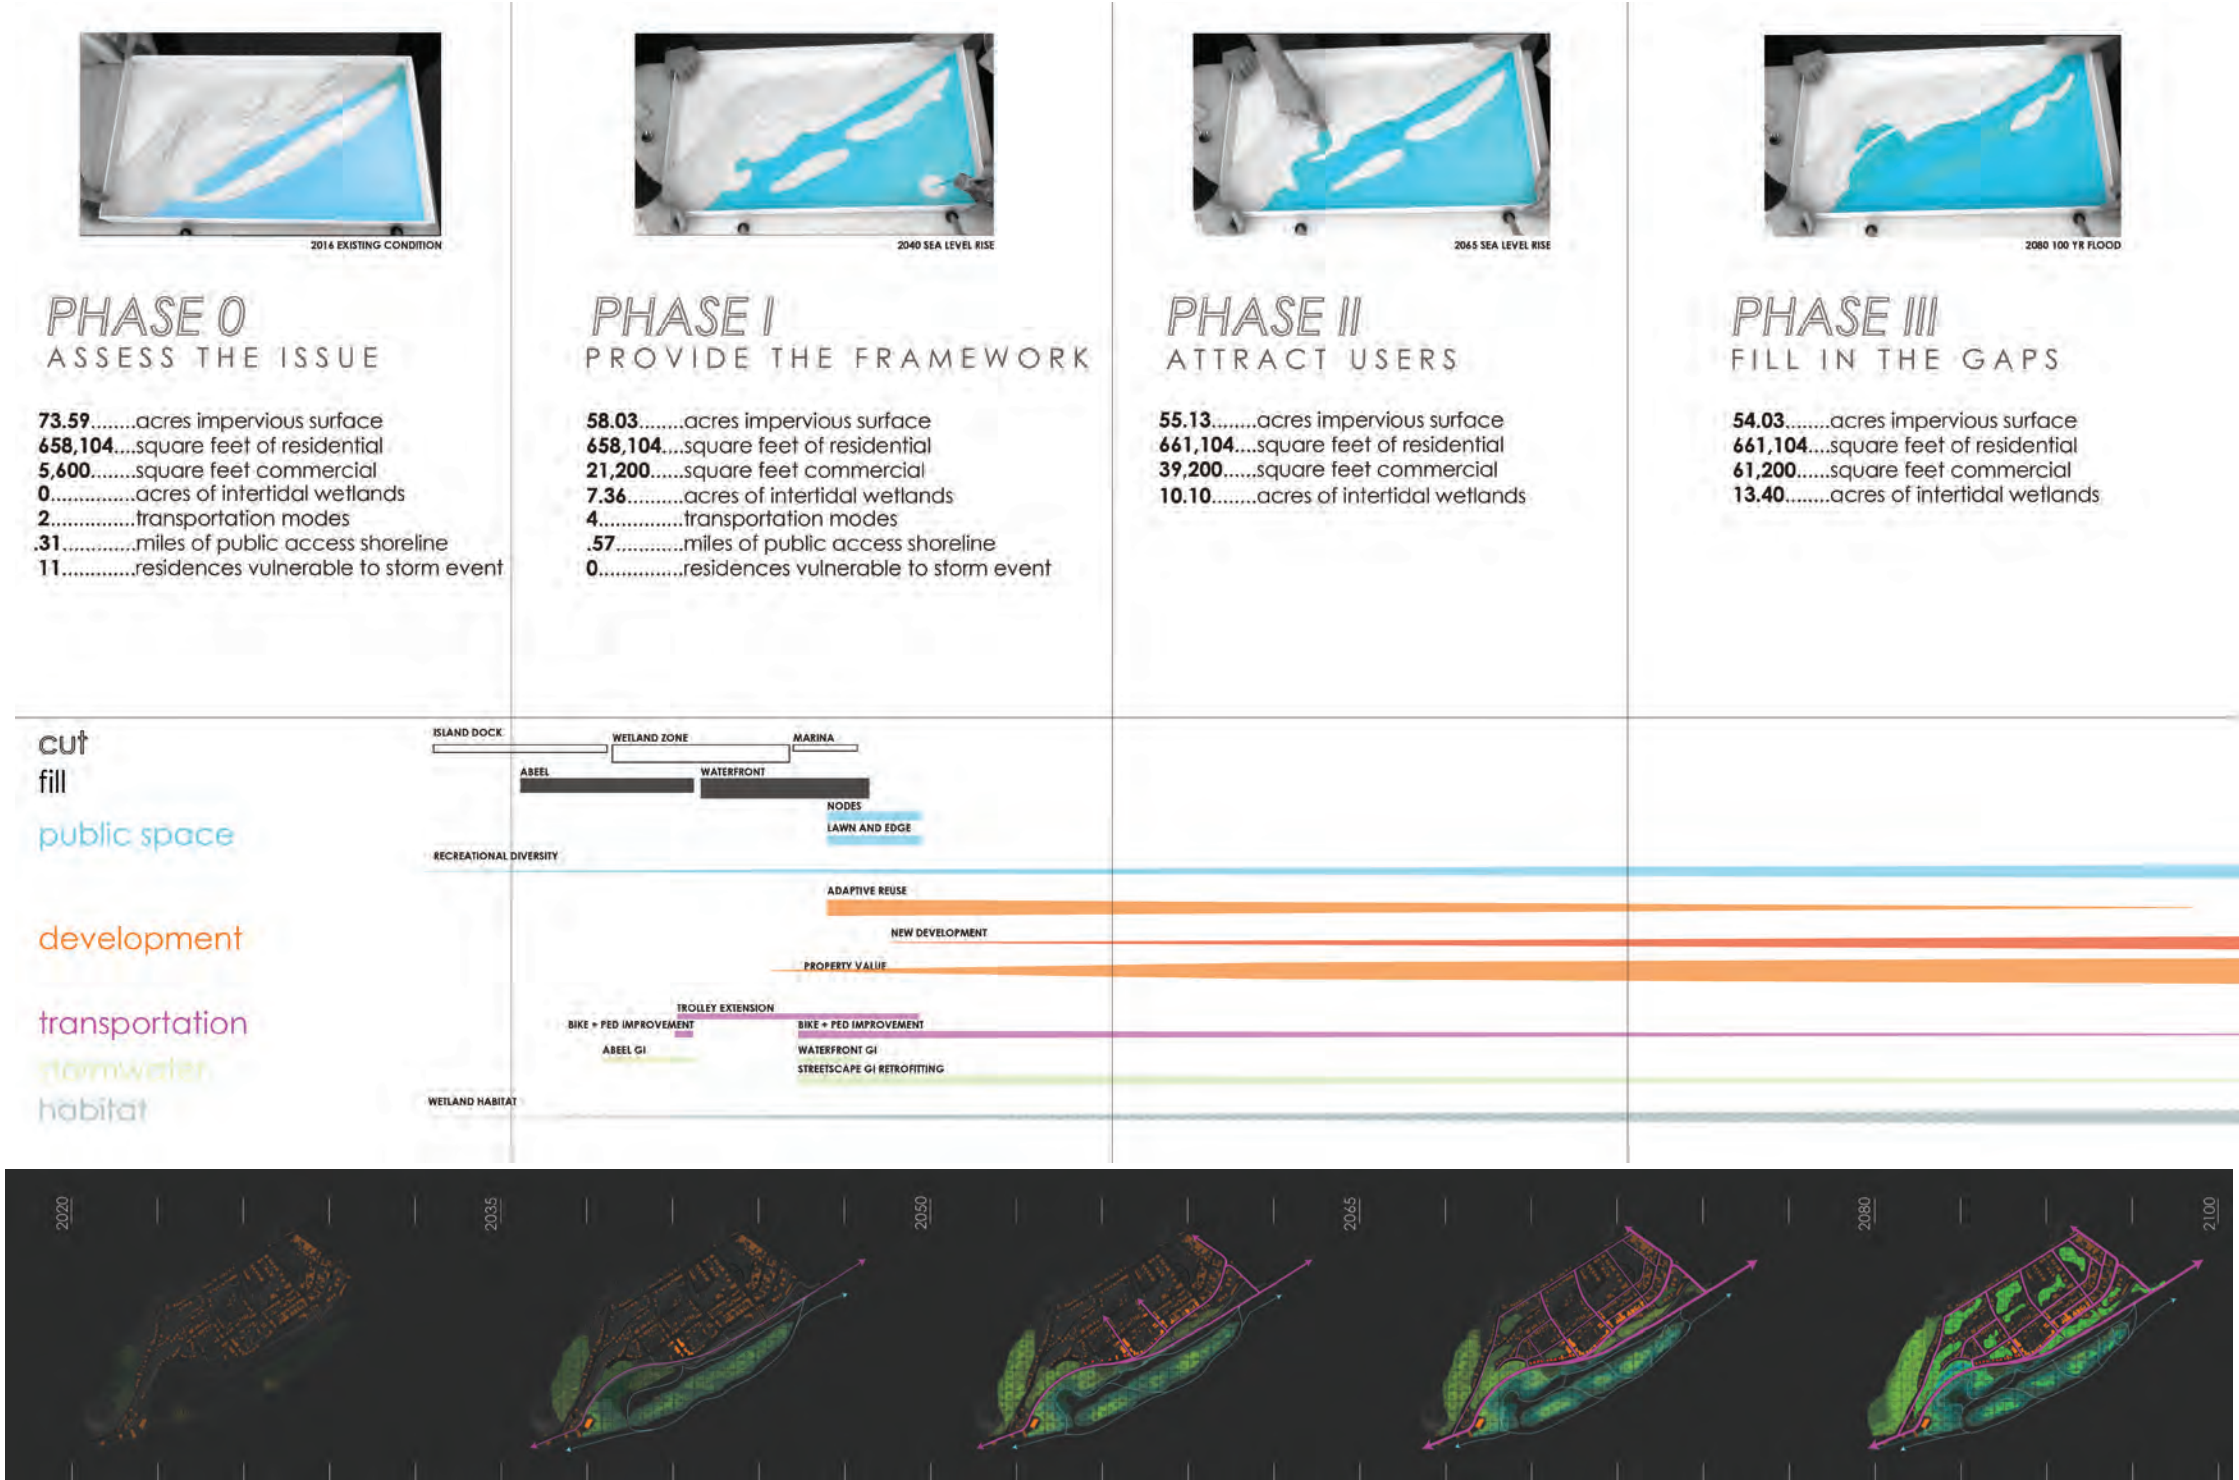 2016 EXISTING CONDITION
2040 SEA LEVEL RISE
2065 SEA LEVEL RISE
2080 100 YR FLOOD
PHASE 0
ASSESS THE ISSUE
73.59........acres impervious surface
658,104....square feet of residential
5,600........square feet commercial
0...............acres of intertidal wetlands
2...............transportation modes
.31.............miles of public access shoreline
11.............residences vulnerable to storm event
PHASE I
PROVIDE THE FRAMEWORK
58.03........acres impervious surface
658,104....square feet of residential
21,200......square feet commercial
7.36..........acres of intertidal wetlands
4...............transportation modes
.57............miles of public access shoreline
0...............residences vulnerable to storm event
PHASE II
ATTRACT USERS
55.13........acres impervious surface
661,104....square feet of residential
39,200......square feet commercial
10.10........acres of intertidal wetlands
PHASE III
FILL IN THE GAPS
54.03........acres impervious surface
661,104....square feet of residential
61,200......square feet commercial
13.40........acres of intertidal wetlands
cut
ISLAND DOCK
WETLAND ZONE
MARINA
fill
ABEEL
WATERFRONT
public space
NODES
LAWN AND EDGE
RECREATIONAL DIVERSITY
development
ADAPTIVE REUSE
NEW DEVELOPMENT
PROPERTY VALUE
transportation
TROLLEY EXTENSION
BIKE + PED IMPROVEMENT
BIKE + PED IMPROVEMENT
stormwater
ABEEL GI
WATERFRONT GI
STREETSCAPE GI RETROFITTING
habitat
WETLAND HABITAT
2020
2035
2050
2065
2080
2100